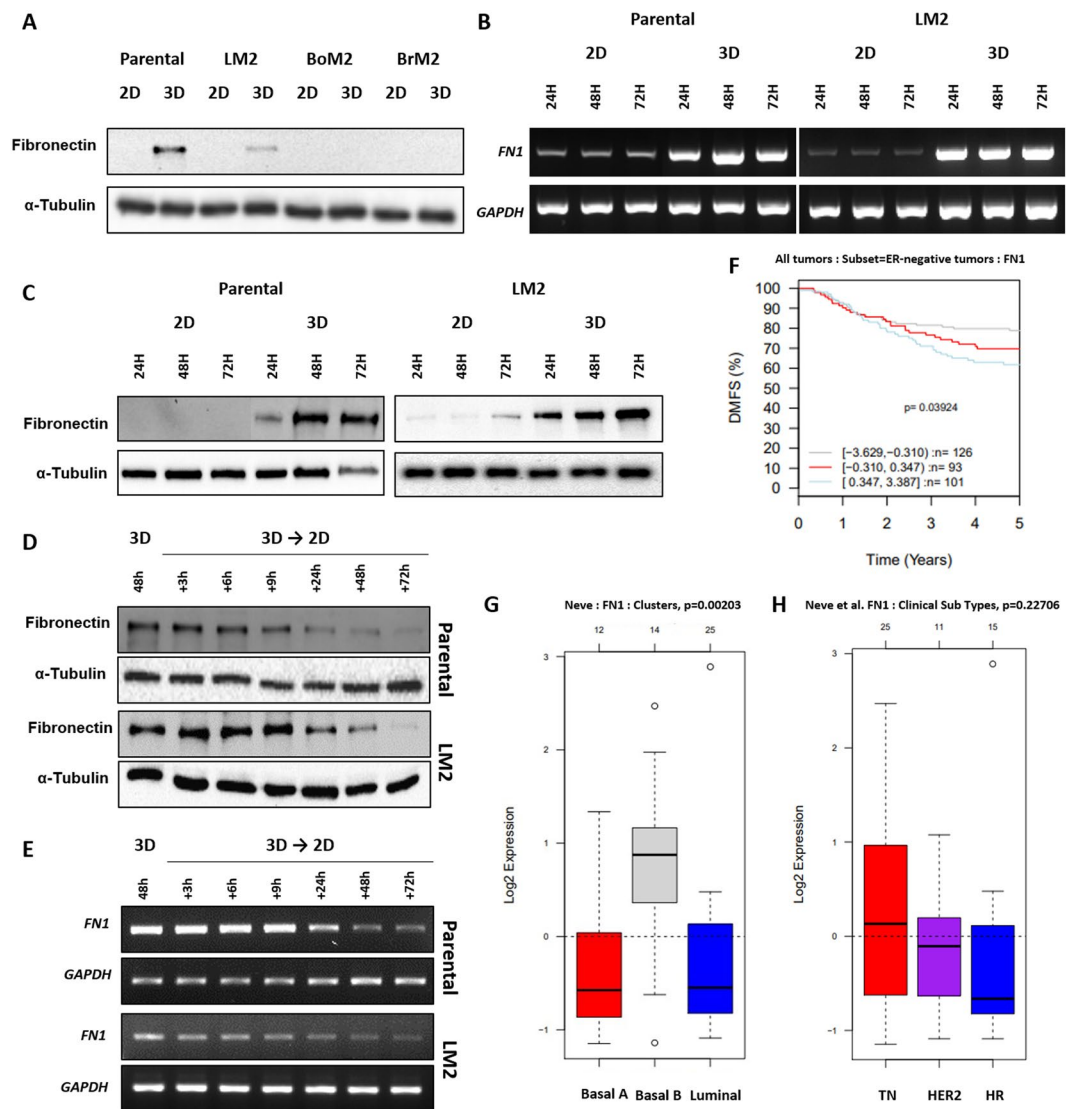 A
Parental LM2 BoM2 BrM2
2D 3D 2D 3D 2D 3D 2D 3D
Fibronectin
α-Tubulin
B
Parental LM2
2D 3D 2D 3D
24H 48H 72H 24H 48H 72H 24H 48H 72H 24H 48H 72H
FN1
GAPDH
C
Parental LM2
2D 3D 2D 3D
24H 48H 72H 24H 48H 72H 24H 48H 72H 24H 48H 72H
Fibronectin
α-Tubulin
F
All tumors : Subset=ER-negative tumors : FN1
DMFS (%)
100
90
80
70
60
50
40
30
20
10
0
p= 0.03924
[−3.629,−0.310) :n= 126
[-0.310, 0.347) :n= 93
[ 0.347, 3.387] :n= 101
0 1 2 3 4 5
Time (Years)
D
3D 3D → 2D
48h +3h +6h +9h +24h +48h +72h
Fibronectin
α-Tubulin
Parental
Fibronectin
α-Tubulin
LM2
E
3D 3D → 2D
48h +3h +6h +9h +24h +48h +72h
FN1
GAPDH
Parental
FN1
GAPDH
LM2
G
Neve : FN1 : Clusters, p=0.00203
12 14 25
Log2 Expression
3
2
1
0
−1
Basal A Basal B Luminal
H
Neve et al. FN1 : Clinical Sub Types, p=0.22706
25 11 15
Log2 Expression
3
2
1
0
−1
TN HER2 HR